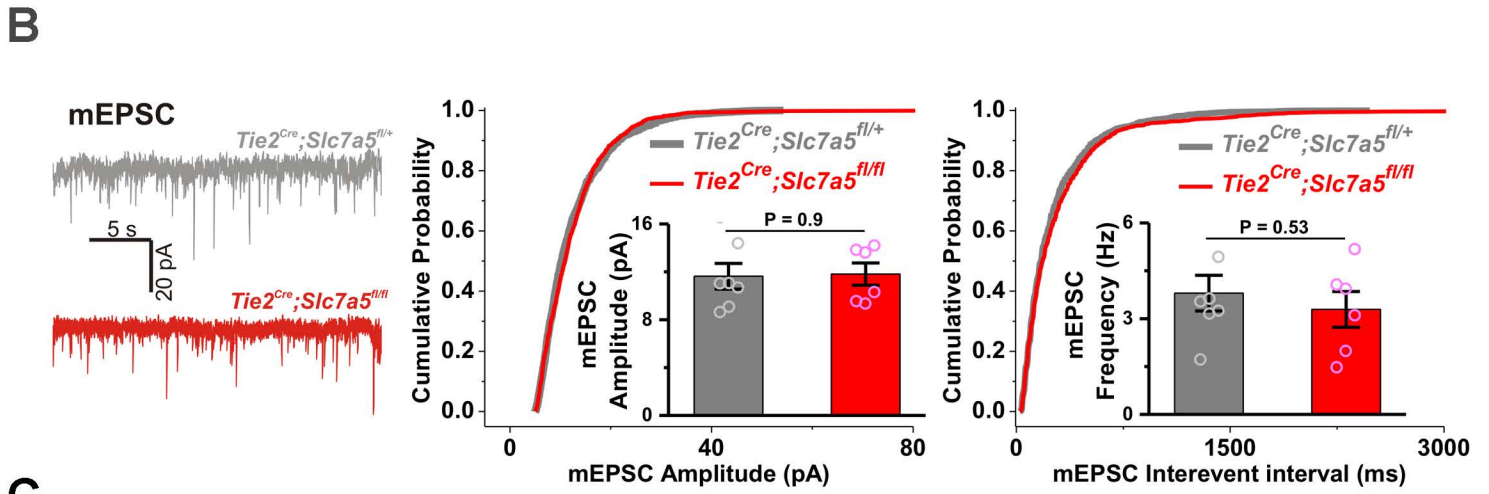 B
mEPSC
Tie2Cre;Slc7a5fl/+
5 s
20 pA
Tie2Cre;Slc7a5fl/fl
Cumulative Probability
1.0
0.8
0.6
0.4
0.2
0.0
Tie2Cre;Slc7a5fl/+
Tie2Cre;Slc7a5fl/fl
mEPSC
Amplitude (pA)
16
8
0
P = 0.9
0
40
80
mEPSC Amplitude (pA)
Cumulative Probability
1.0
0.8
0.6
0.4
0.2
0.0
Tie2Cre;Slc7a5fl/+
Tie2Cre;Slc7a5fl/fl
mEPSC
Frequency (Hz)
6
3
0
P = 0.53
0
1500
3000
mEPSC Interevent interval (ms)